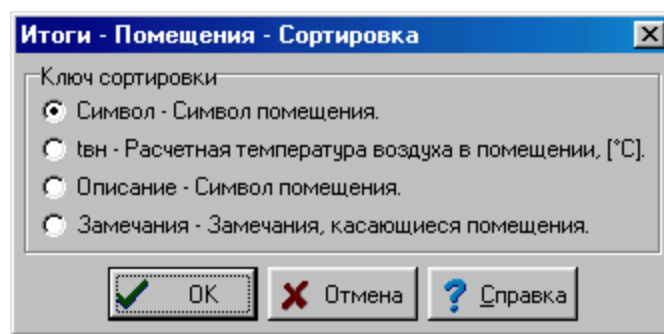 Итоги - Помещения - Сортировка
Ключ сортировки
Символ - Символ помещения.
tвн - Расчетная температура воздуха в помещении, [°C].
Описание - Символ помещения.
Замечания - Замечания, касающиеся помещения.
OK Отмена Справка